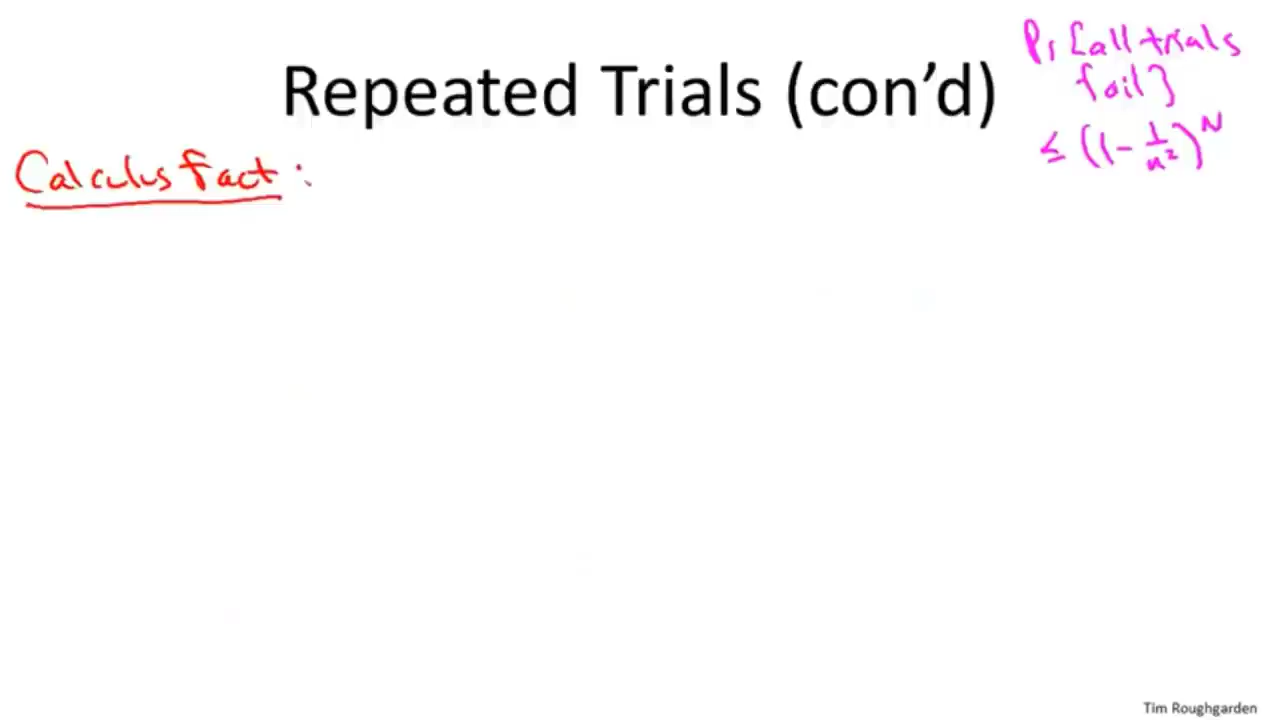 Repeated Trials (con’d)
Pr[all trials
fail]
≤ (1 - 1/n²)^N
Calculus fact:
Tim Roughgarden